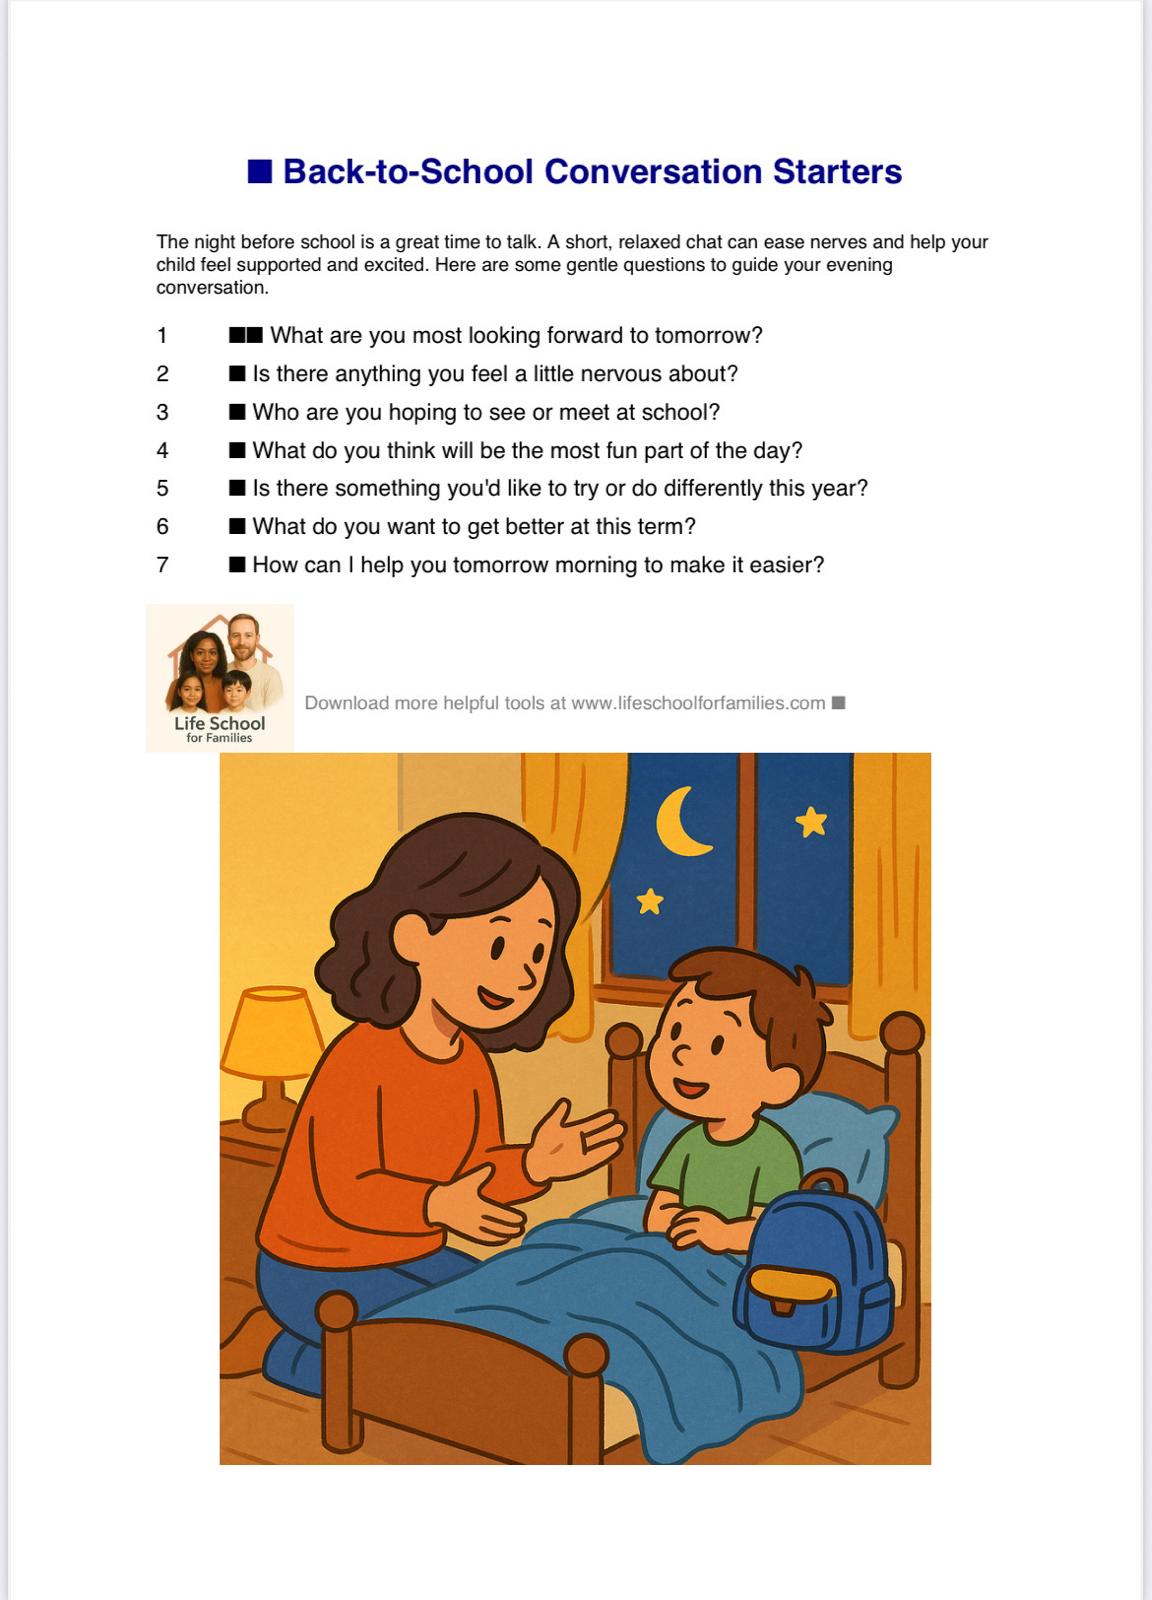 ■ Back-to-School Conversation Starters
The night before school is a great time to talk. A short, relaxed chat can ease nerves and help your
child feel supported and excited. Here are some gentle questions to guide your evening
conversation.
1 ■■ What are you most looking forward to tomorrow?
2 ■ Is there anything you feel a little nervous about?
3 ■ Who are you hoping to see or meet at school?
4 ■ What do you think will be the most fun part of the day?
5 ■ Is there something you'd like to try or do differently this year?
6 ■ What do you want to get better at this term?
7 ■ How can I help you tomorrow morning to make it easier?
Life School
for Families
Download more helpful tools at www.lifeschoolforfamilies.com ■